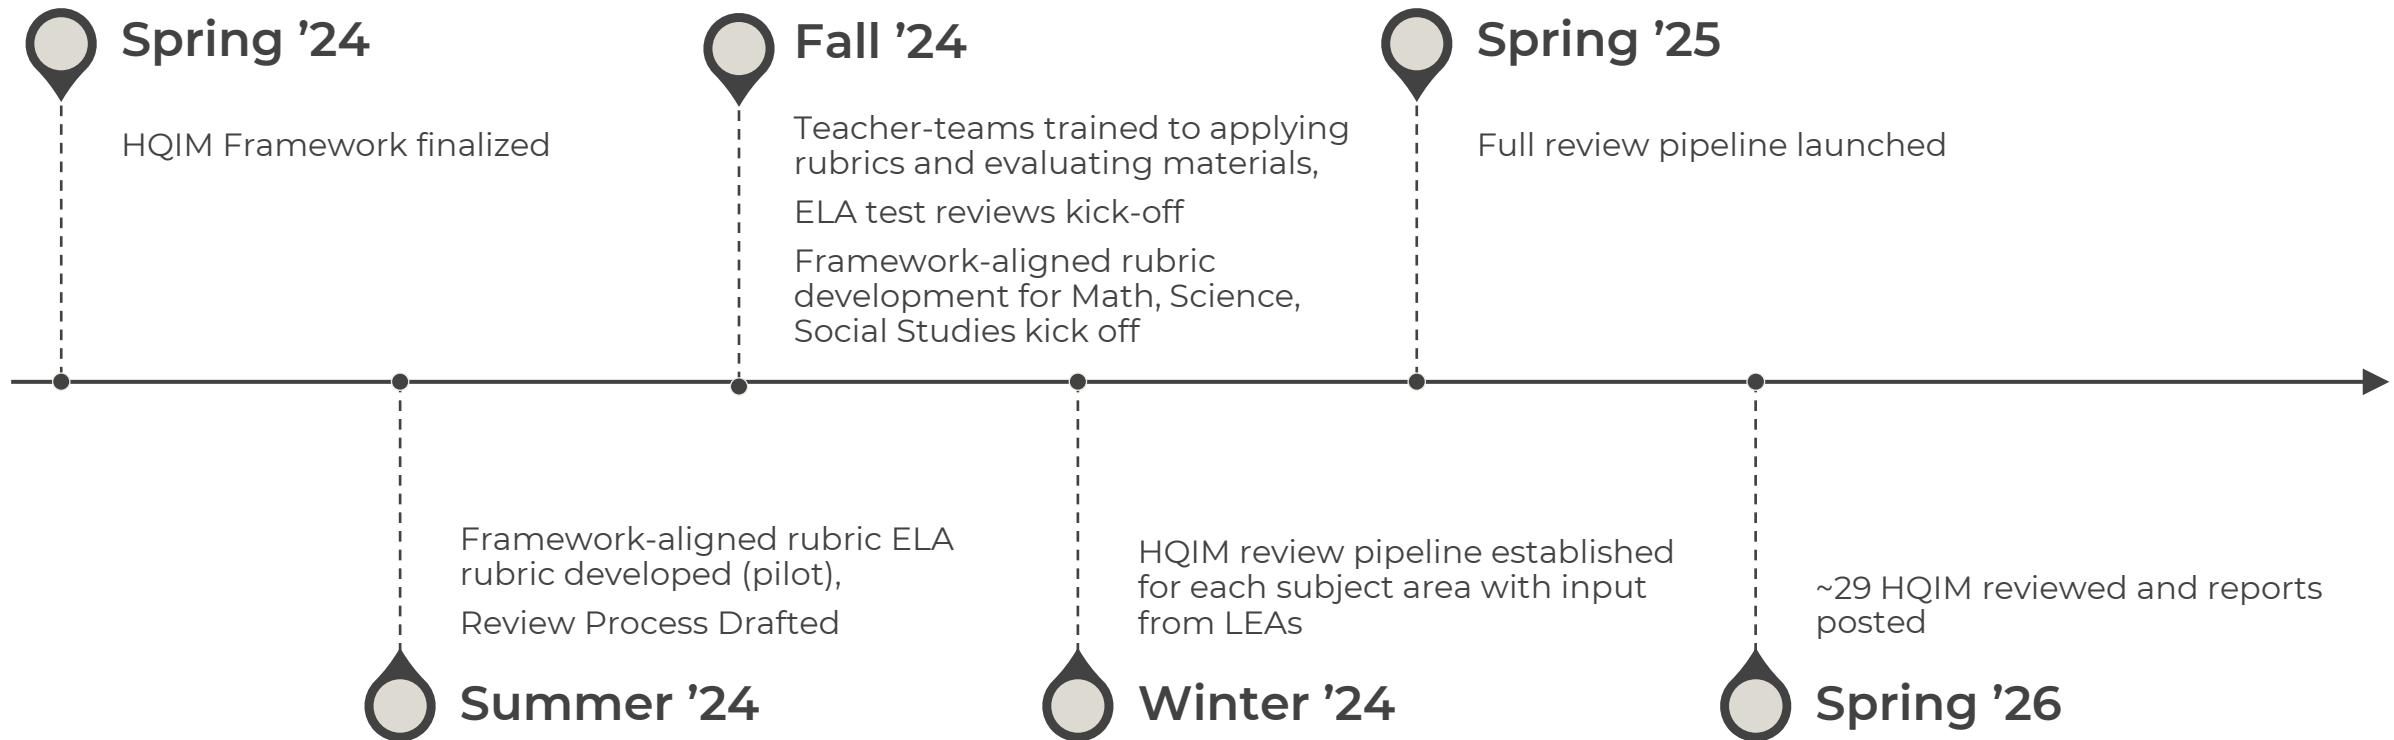 Spring ’24
HQIM Framework finalized
Fall ’24
Teacher-teams trained to applying
rubrics and evaluating materials,
ELA test reviews kick-off
Framework-aligned rubric
development for Math, Science,
Social Studies kick off
Spring ’25
Full review pipeline launched
Framework-aligned rubric ELA
rubric developed (pilot),
Review Process Drafted
Summer ’24
HQIM review pipeline established
for each subject area with input
from LEAs
Winter ’24
~29 HQIM reviewed and reports
posted
Spring ’26